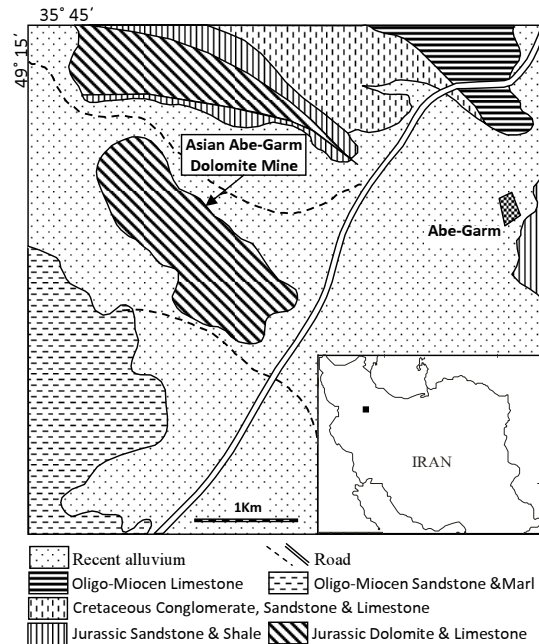 35° 45´
49° 15´
Asian Abe-Garm
Dolomite Mine
Abe-Garm
IRAN
1Km
Recent alluvium
Road
Oligo-Miocen Limestone
Oligo-Miocen Sandstone &Marl
Cretaceous Conglomerate, Sandstone & Limestone
Jurassic Sandstone & Shale
Jurassic Dolomite & Limestone